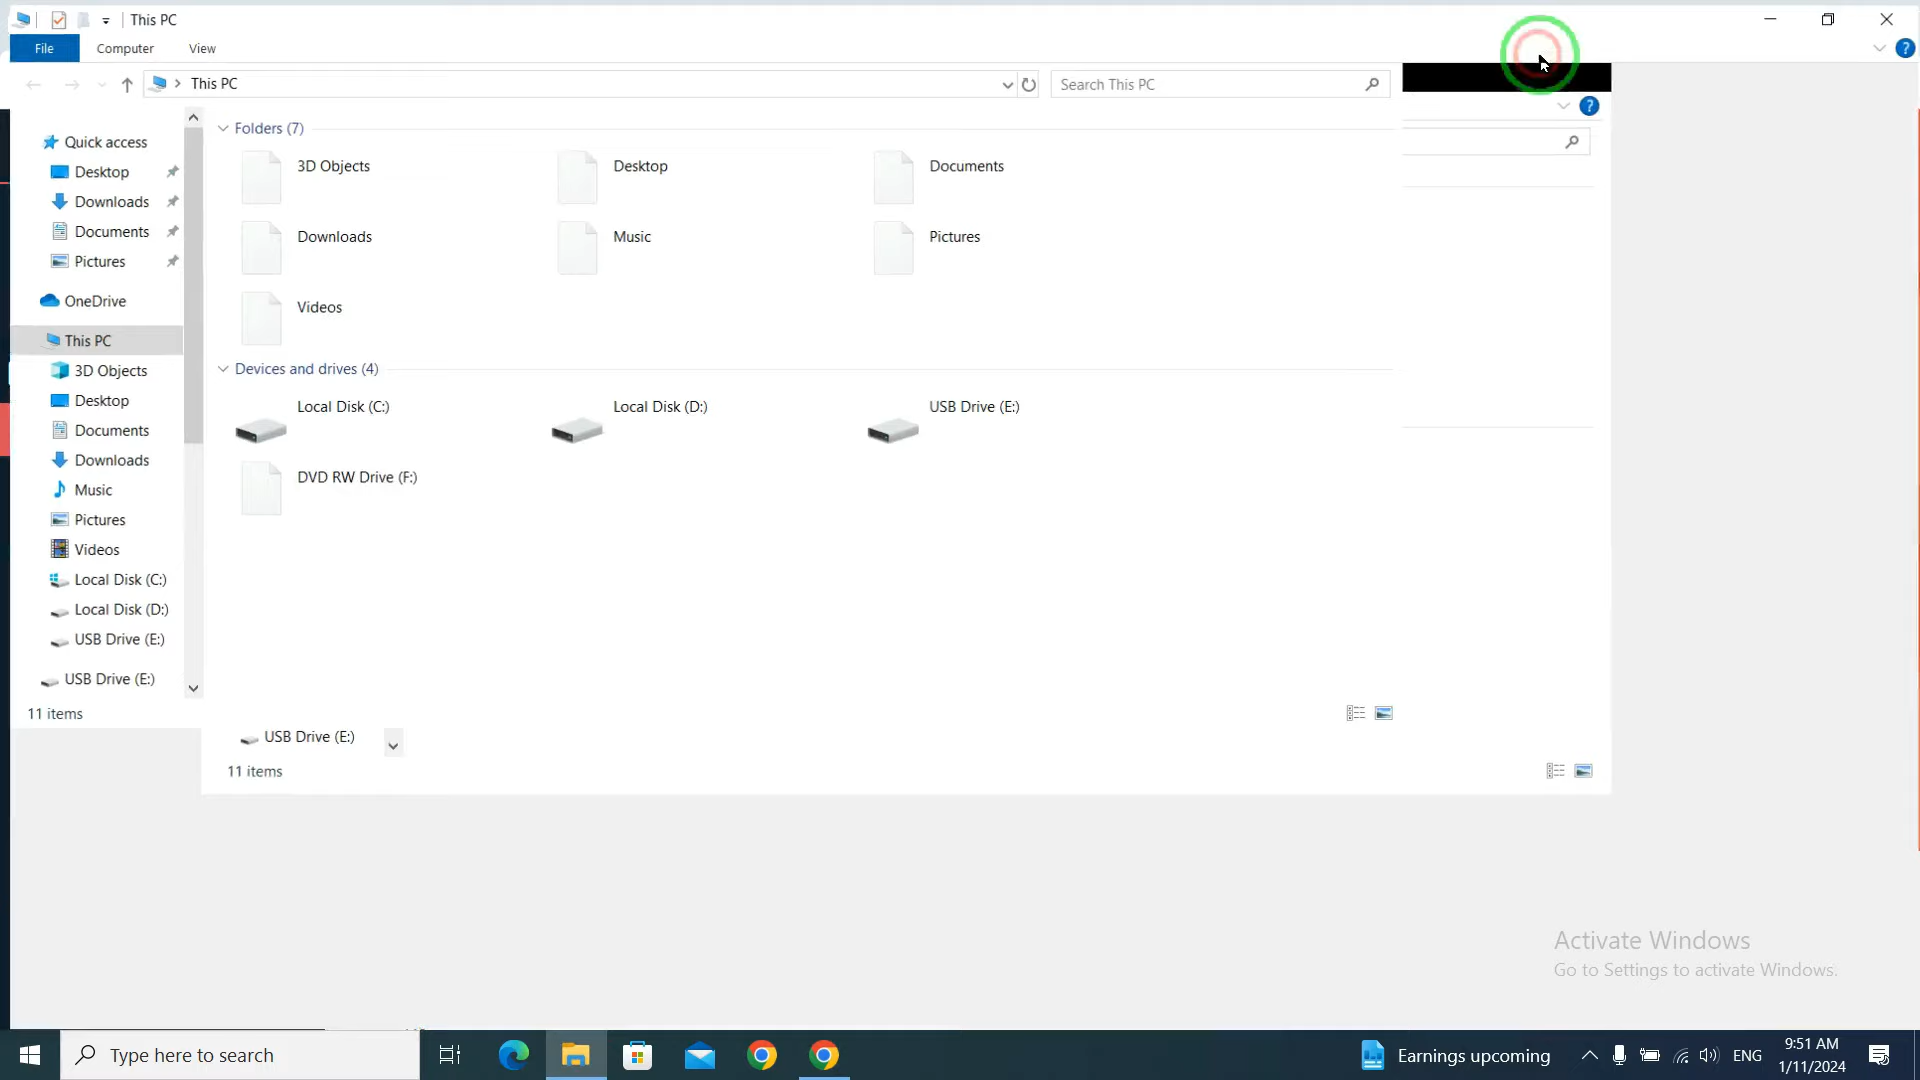 This PC
File Computer View
This PC
Search This PC
Quick access
Desktop
Downloads
Documents
Pictures
OneDrive
This PC
3D Objects
Desktop
Documents
Downloads
Music
Pictures
Videos
Local Disk (C:)
Local Disk (D:)
USB Drive (E:)
USB Drive (E:)
11 items
Folders (7)
3D Objects Desktop Documents
Downloads Music Pictures
Videos
Devices and drives (4)
Local Disk (C:) Local Disk (D:) USB Drive (E:)
DVD RW Drive (F:)
USB Drive (E:)
11 items
Activate Windows
Go to Settings to activate Windows.
Type here to search
Earnings upcoming
ENG
9:51 AM
1/11/2024